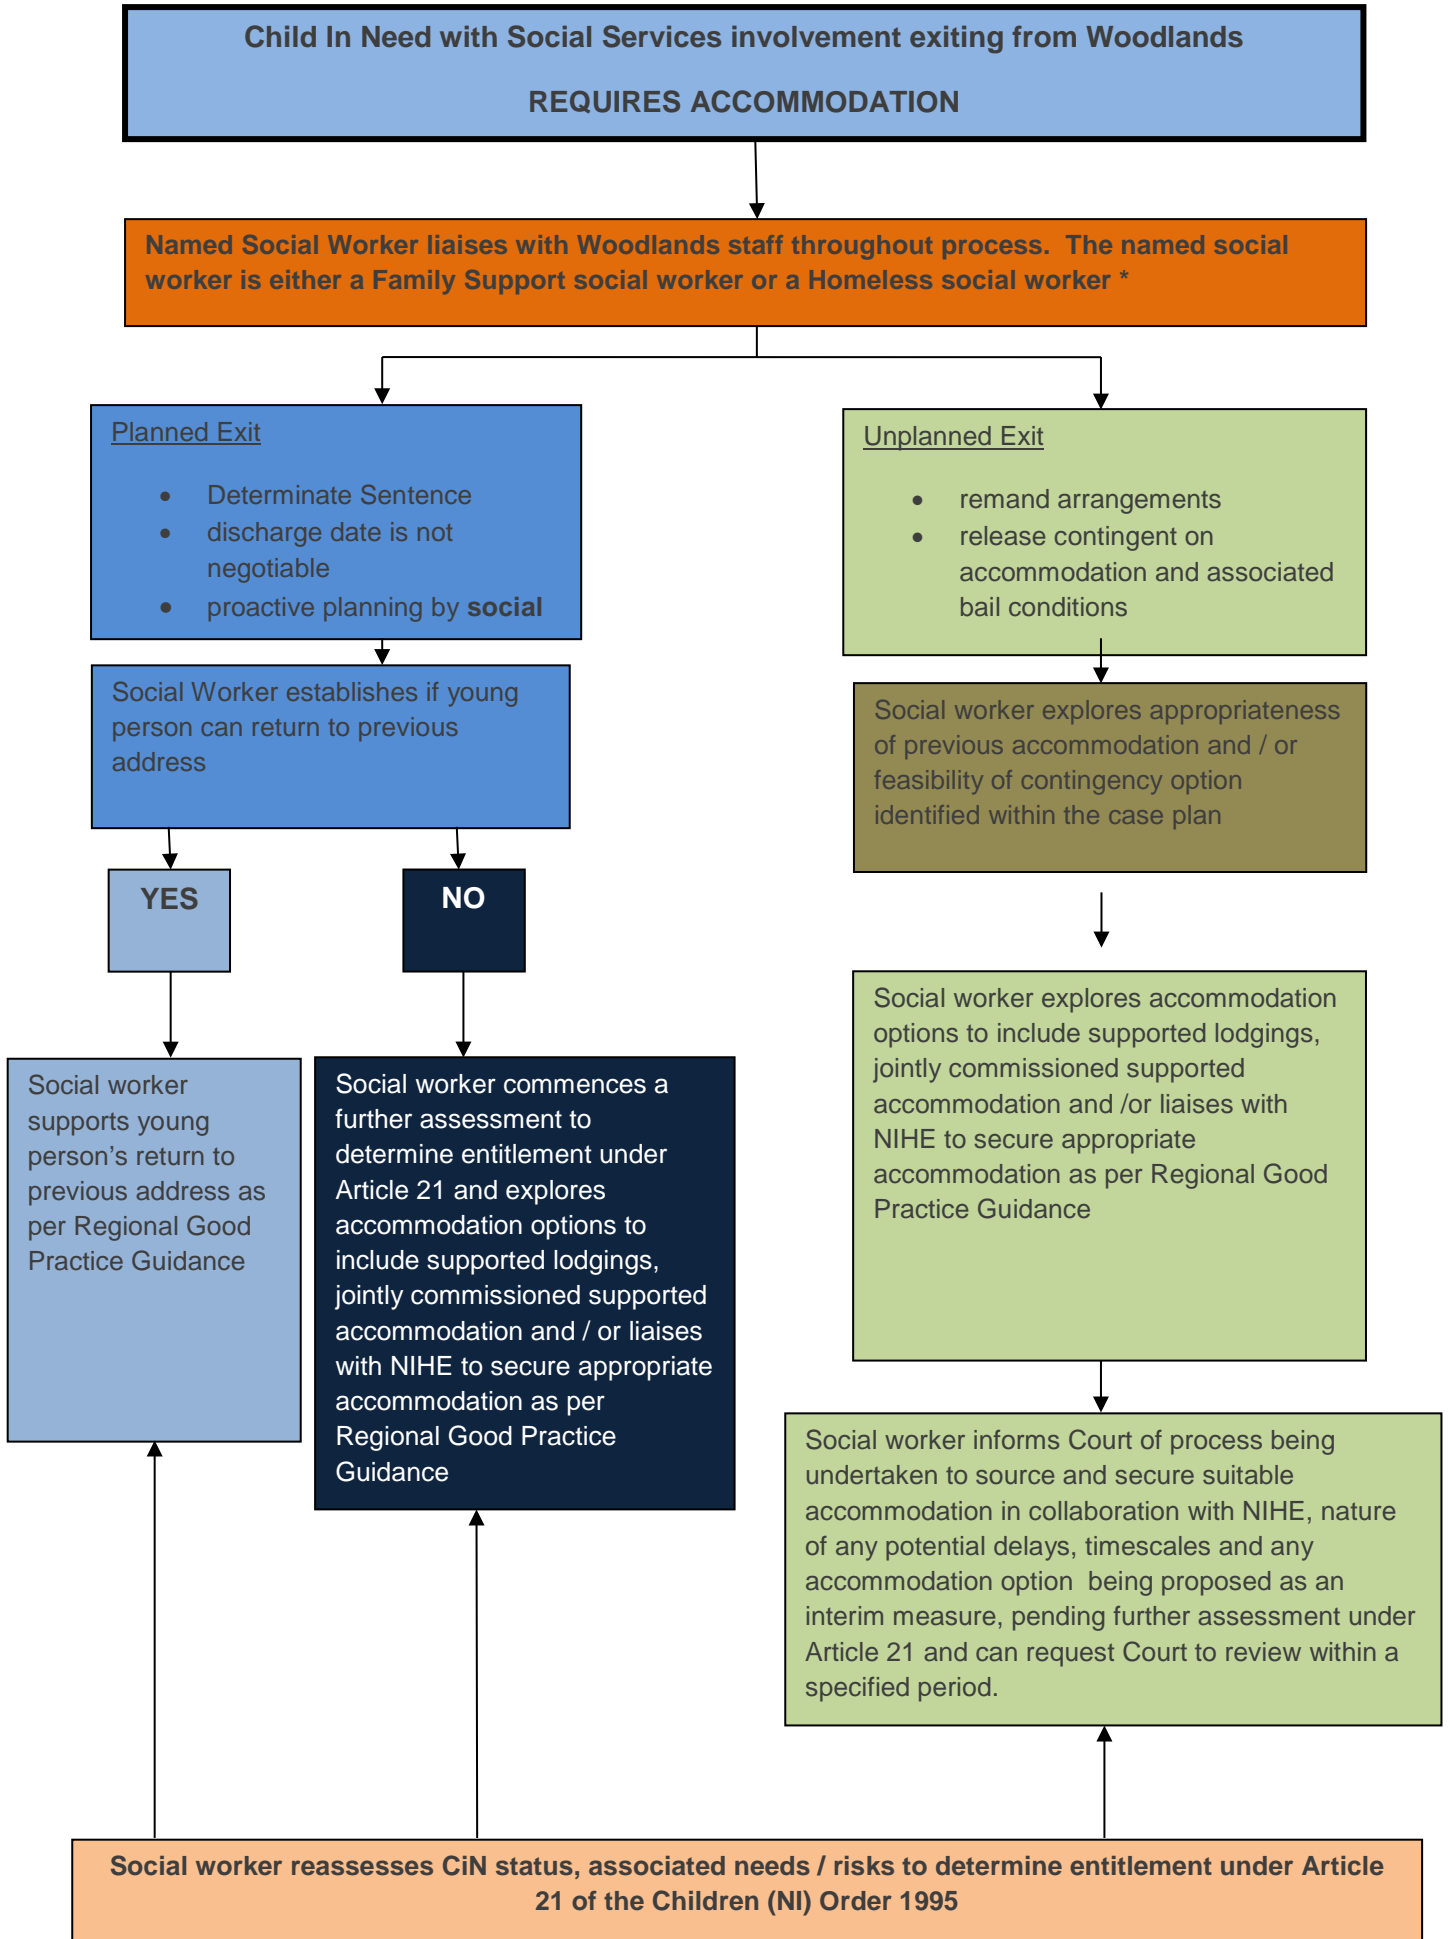 Child In Need with Social Services involvement exiting from Woodlands
REQUIRES ACCOMMODATION
Named Social Worker liaises with Woodlands staff throughout process.  The named social
worker is either a Family Support social worker or a Homeless social worker *
Planned Exit
• Determinate Sentence
• discharge date is not
negotiable
• proactive planning by social
Unplanned Exit
• remand arrangements
• release contingent on
accommodation and associated
bail conditions
Social Worker establishes if young
person can return to previous
address
Social worker explores appropriateness
of previous accommodation and / or
feasibility of contingency option
identified within the case plan
YES
NO
Social worker
supports young
person’s return to
previous address as
per Regional Good
Practice Guidance
Social worker commences a
further assessment to
determine entitlement under
Article 21 and explores
accommodation options to
include supported lodgings,
jointly commissioned supported
accommodation and / or liaises
with NIHE to secure appropriate
accommodation as per
Regional Good Practice
Guidance
Social worker explores accommodation
options to include supported lodgings,
jointly commissioned supported
accommodation and /or liaises with
NIHE to secure appropriate
accommodation as per Regional Good
Practice Guidance
Social worker informs Court of process being
undertaken to source and secure suitable
accommodation in collaboration with NIHE, nature
of any potential delays, timescales and any
accommodation option  being proposed as an
interim measure, pending further assessment under
Article 21 and can request Court to review within a
specified period.
Social worker reassesses CiN status, associated needs / risks to determine entitlement under Article
21 of the Children (NI) Order 1995